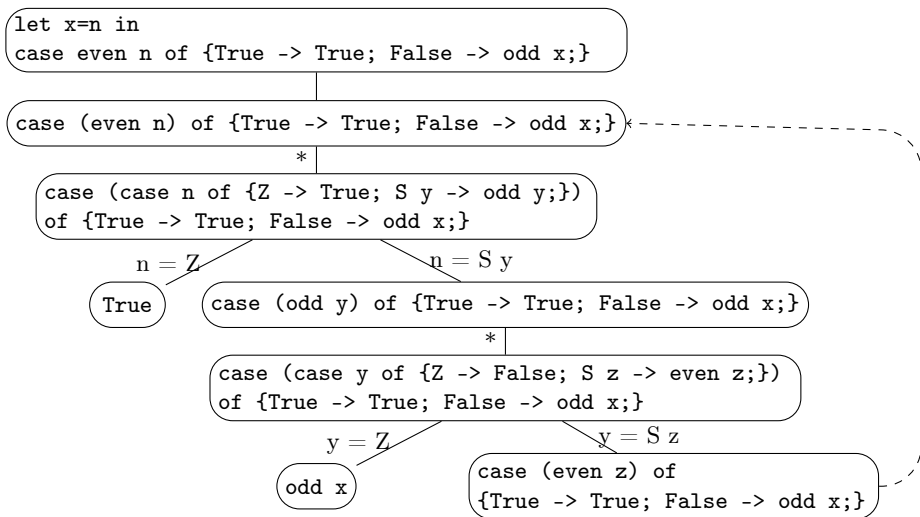 let x=n in
case even n of {True -> True; False -> odd x;}
case (even n) of {True -> True; False -> odd x;}
*
case (case n of {Z -> True; S y -> odd y;})
of {True -> True; False -> odd x;}
n = Z
n = S y
True
case (odd y) of {True -> True; False -> odd x;}
*
case (case y of {Z -> False; S z -> even z;})
of {True -> True; False -> odd x;}
y = Z
y = S z
odd x
case (even z) of
{True -> True; False -> odd x;}